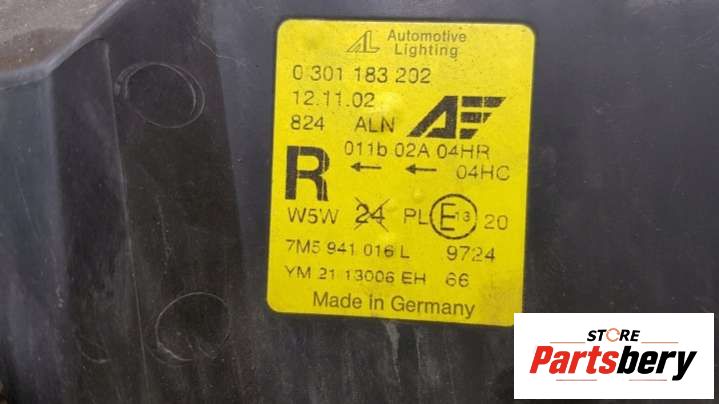 AL Automotive
Lighting
0 301 183 202
12.11.02
824 ALN
011b 02A 04HR
R ← ← 04HC
W5W 24 PL E13 20
7M5 941 016 L 9724
YM 21 13006 EH 66
Made in Germany
STORE
Partsbery